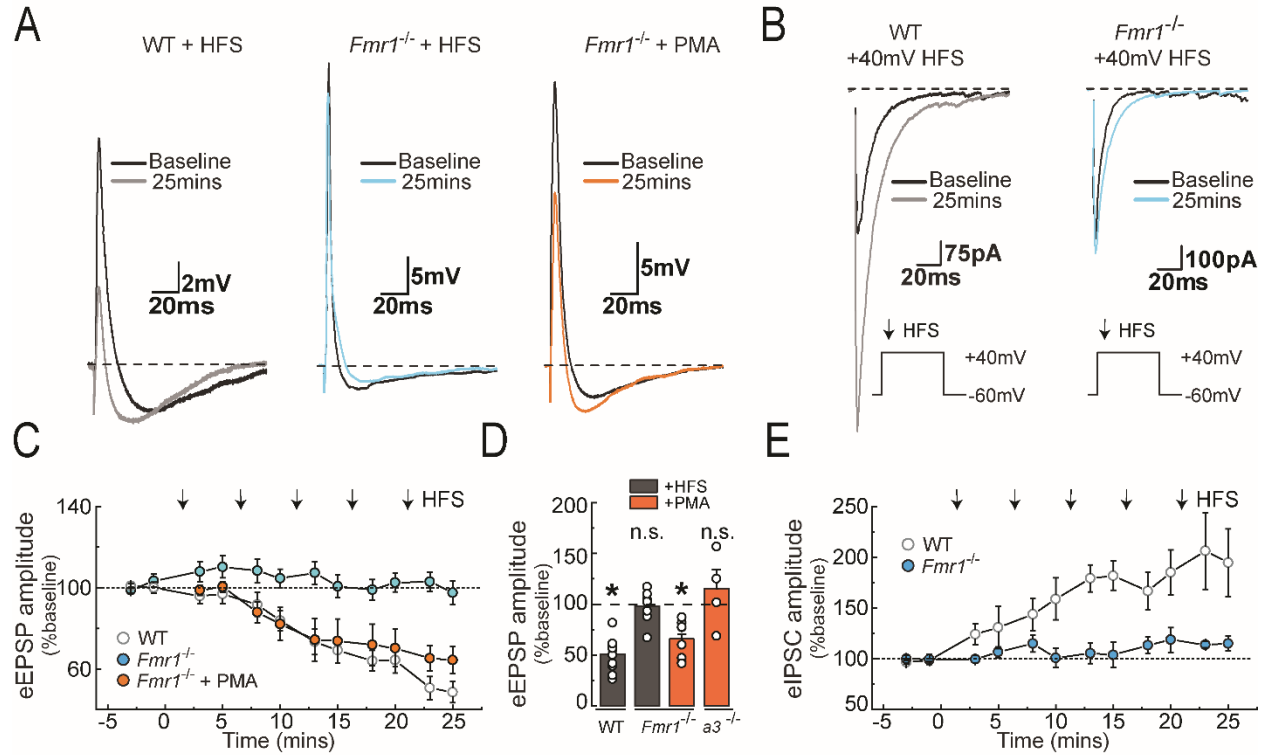 A
WT + HFS
Fmr1-/- + HFS
Fmr1-/- + PMA
Baseline
25mins
2mV
20ms
Baseline
25mins
5mV
20ms
Baseline
25mins
5mV
20ms
B
WT
+40mV HFS
Fmr1-/-
+40mV HFS
Baseline
25mins
75pA
20ms
HFS
+40mV
-60mV
Baseline
25mins
100pA
20ms
HFS
+40mV
-60mV
C
HFS
eEPSP amplitude
(%baseline)
140
100
60
WT
Fmr1-/-
Fmr1-/- + PMA
-5 0 5 10 15 20 25
Time (mins)
D
+HFS
+PMA
eEPSP amplitude
(%baseline)
200
150
100
50
0
* n.s. * n.s.
WT Fmr1-/- a3-/-
E
HFS
eIPSC amplitude
(%baseline)
250
200
150
100
50
WT
Fmr1-/-
-5 0 5 10 15 20 25
Time (mins)